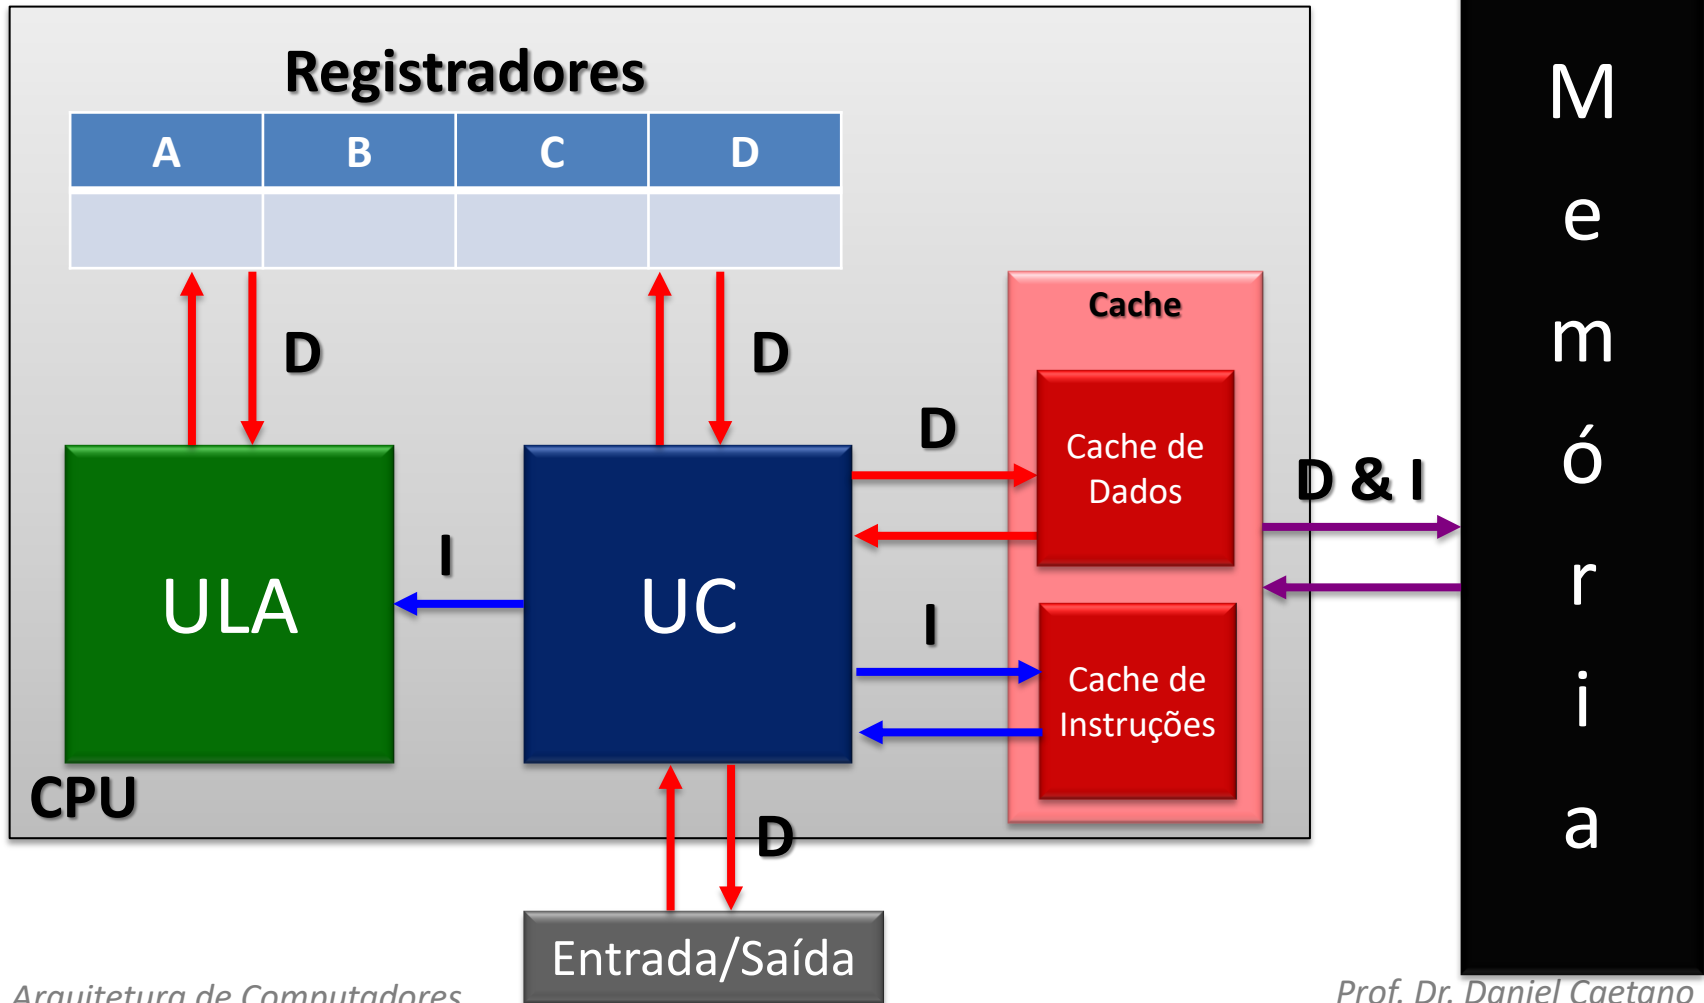 Registradores
A B C D
D
D
Cache
D
Cache de
Dados
D & I
I
ULA
UC
I
Cache de
Instruções
CPU
D
Entrada/Saída
M
e
m
ó
r
i
a
Arquitetura de Computadores
Prof. Dr. Daniel Caetano